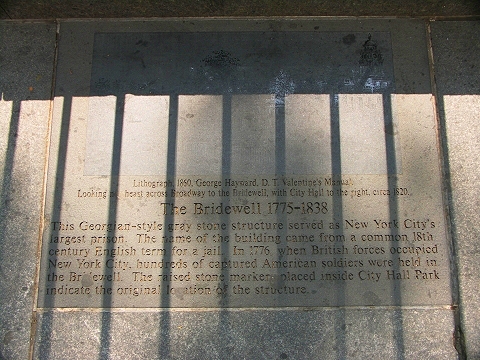 Lithograph, 1860, George Hayward, D. T. Valentine's Manual
Looking heast across Broadway to the Bridewell, with City Hall to the right, circa 1820.
The Bridewell 1775-1838
This Georgian-style gray stone structure served as New York City's
largest prison. The name of the building came from a common 18th
century English term for a jail. In 1776 when British forces occupied
New York City, hundreds of captured American soldiers were held in
the Bridewell. The raised stone markers placed inside City Hall Park
indicate the original location of the structure.